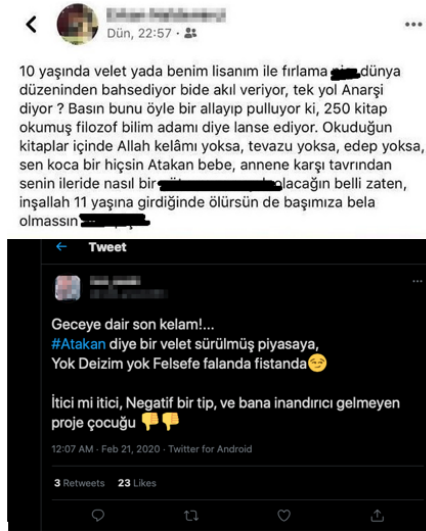 Dün, 22:57 ·
10 yaşında velet yada benim lisanım ile fırlama dünya
düzeninden bahsediyor bide akıl veriyor, tek yol Anarşi
diyor ? Basın bunu öyle bir allayıp pulluyor ki, 250 kitap
okumuş filozof bilim adamı diye lanse ediyor. Okuduğun
kitaplar içinde Allah kelâmı yoksa, tevazu yoksa, edep yoksa,
sen koca bir hiçsin Atakan bebe, annene karşı tavrından
senin ileride nasıl bir olacağın belli zaten,
inşallah 11 yaşına girdiğinde ölürsün de başımıza bela
olmassın
Tweet
Geceye dair son kelam!...
#Atakan diye bir velet sürülmüş piyasaya,
Yok Deizim yok Felsefe falanda fistanda😏
İtici mi itici, Negatif bir tip, ve bana inandırıcı gelmeyen
proje çocuğu 👎👎
12:07 AM · Feb 21, 2020 · Twitter for Android
3 Retweets 23 Likes